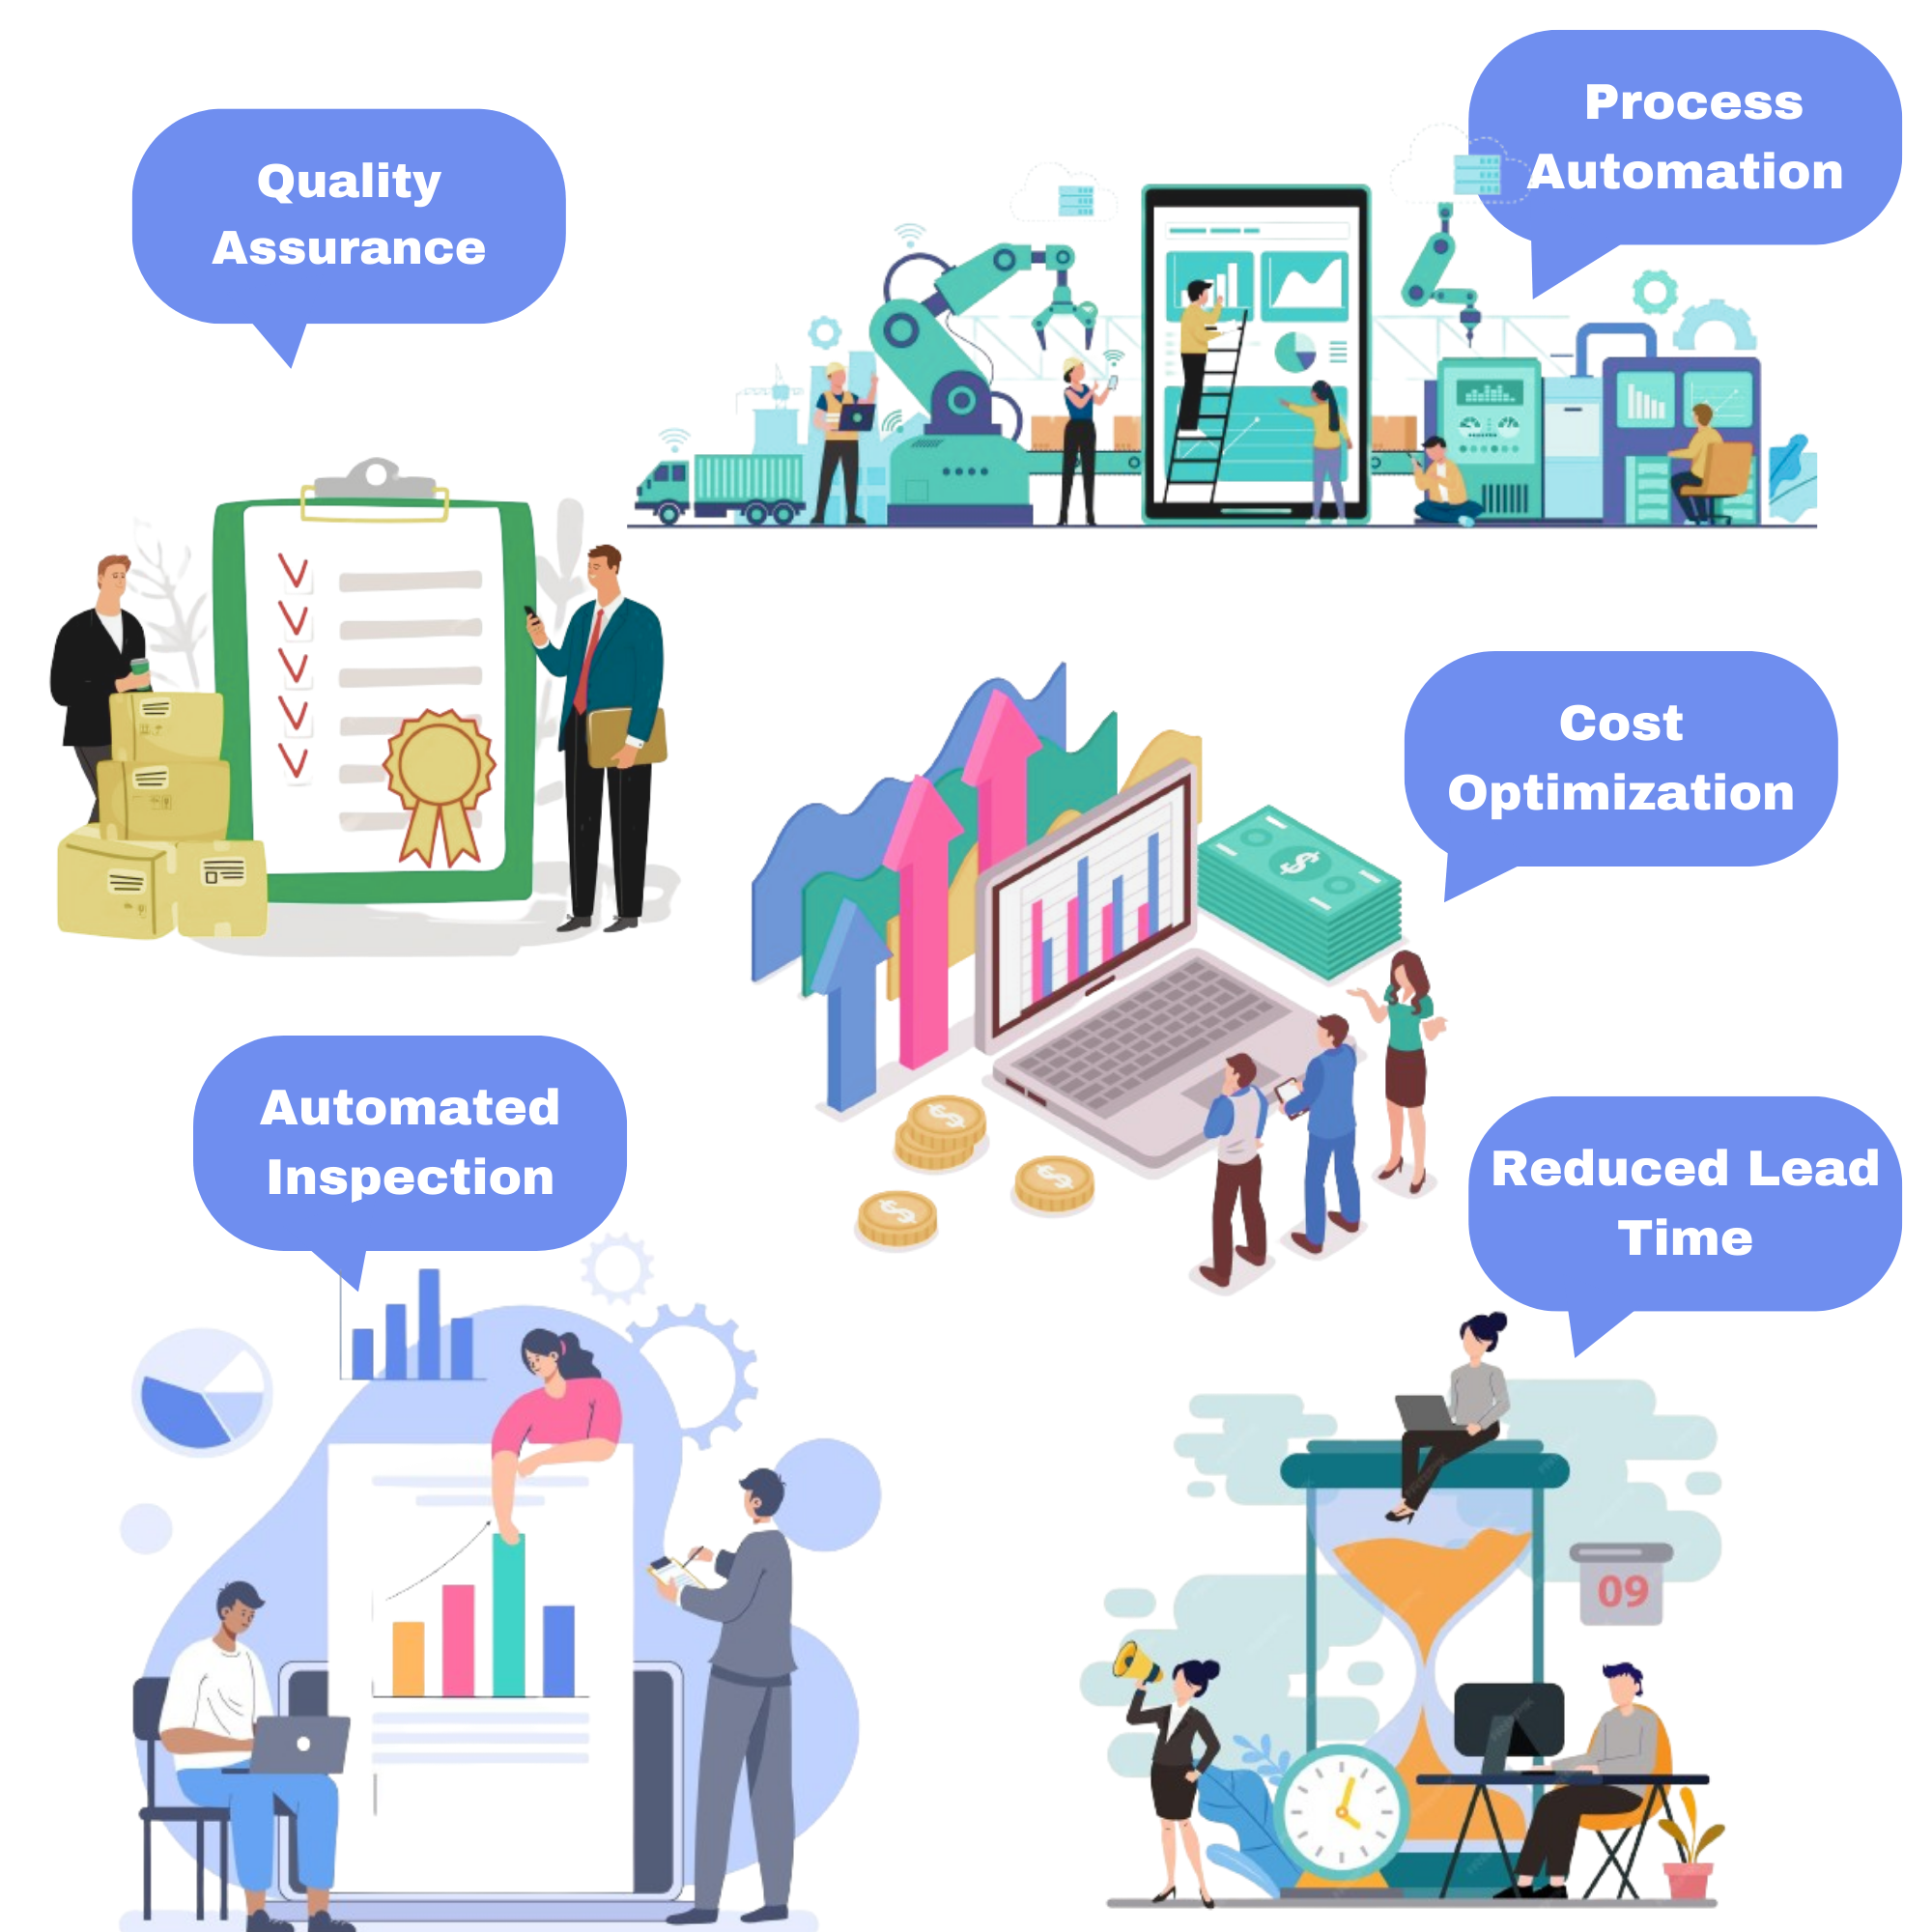 Quality
Assurance
Process
Automation
Cost
Optimization
Automated
Inspection
Reduced Lead
Time
09